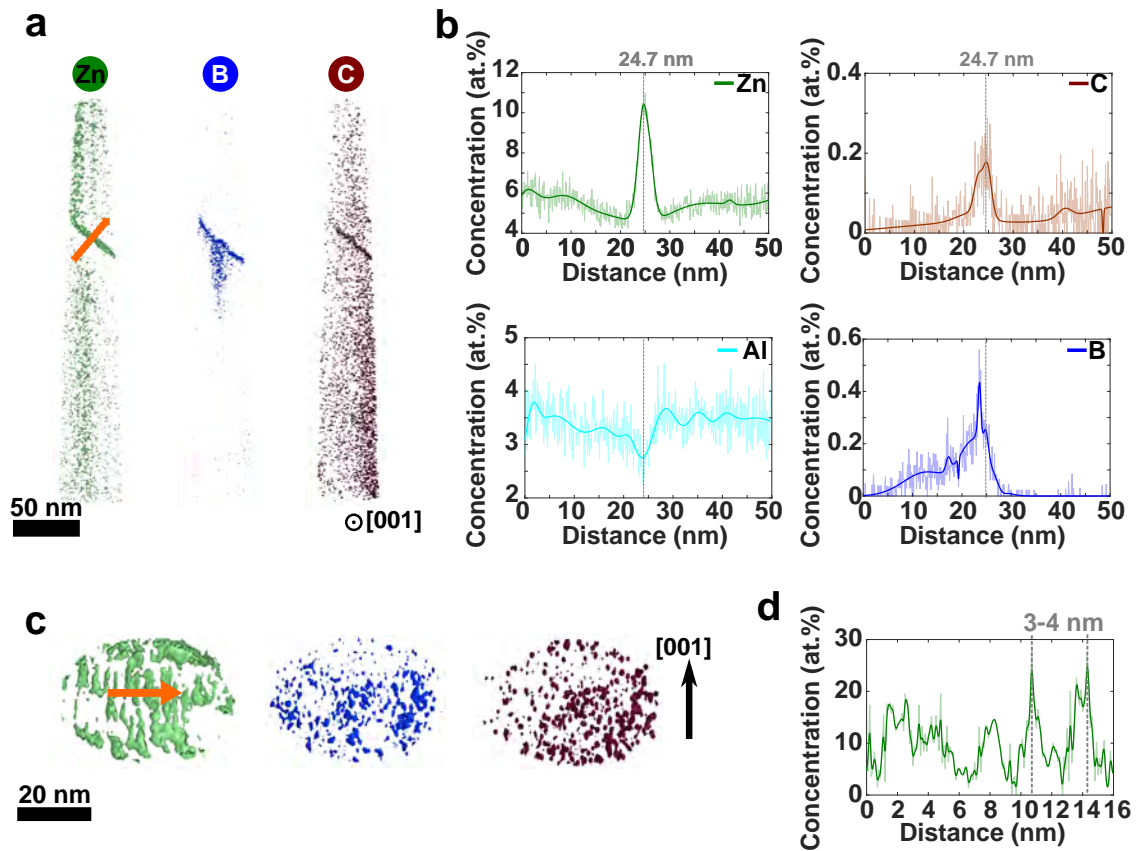 a
Zn
B
C
50 nm
⊙[001]
b
24.7 nm
Zn
Concentration (at.%)
12
10
8
6
4
0 10 20 30 40 50
Distance (nm)
24.7 nm
C
Concentration (at.%)
0.4
0.2
0
0 10 20 30 40 50
Distance (nm)
Al
Concentration (at.%)
5
4
3
2
0 10 20 30 40 50
Distance (nm)
B
Concentration (at.%)
0.6
0.4
0.2
0
0 10 20 30 40 50
Distance (nm)
c
[001]
20 nm
d
3-4 nm
Concentration (at.%)
30
20
10
0
0 2 4 6 8 10 12 14 16
Distance (nm)